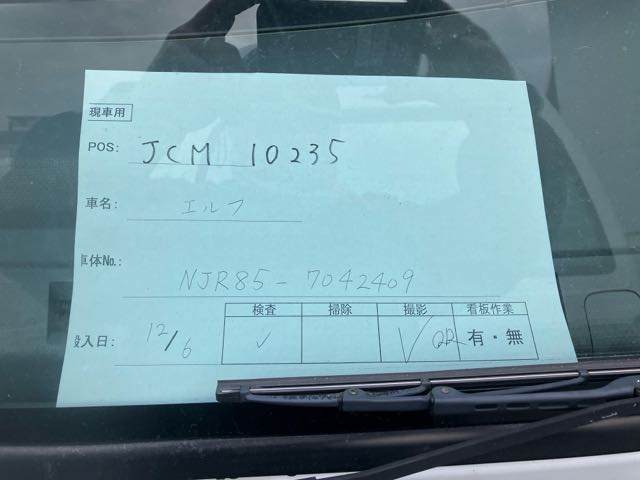 現車用
POS: JCM 10235
車名: エルフ
車体No.: NJR85-7042409
検査 掃除 撮影 看板作業
入日: 12/6 ✓ ✓ QR 有・無